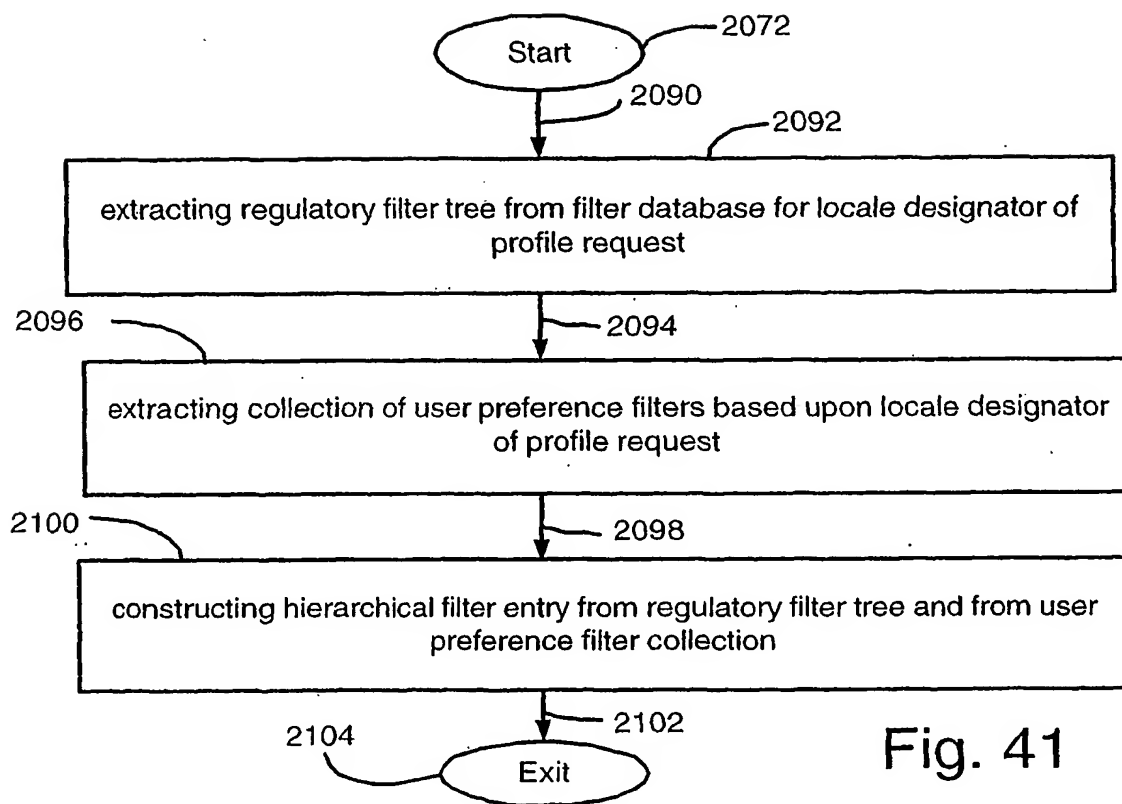 Start
2072
2090
2092
extracting regulatory filter tree from filter database for locale designator of
profile request
2096
2094
extracting collection of user preference filters based upon locale designator
of profile request
2100
2098
constructing hierarchical filter entry from regulatory filter tree and from user
preference filter collection
2104
2102
Exit
Fig. 41